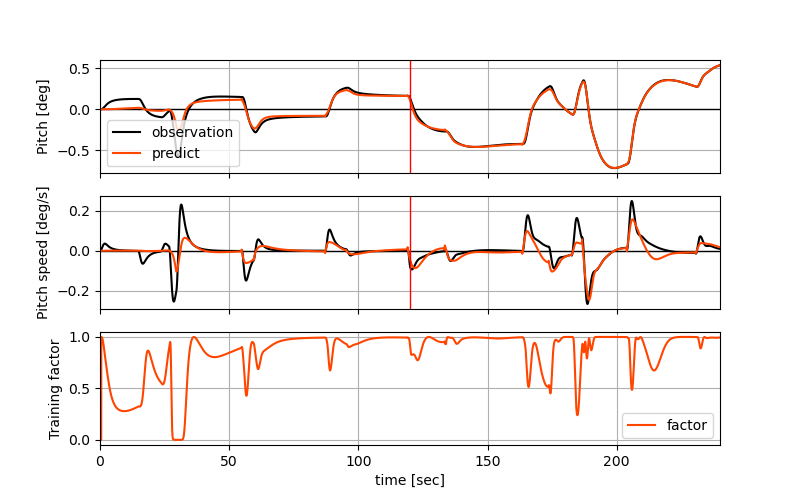 0.5
0.0
−0.5
Pitch [deg]
observation
predict
0.2
0.0
−0.2
Pitch speed [deg/s]
1.0
0.5
0.0
Training factor
factor
0
50
100
150
200
time [sec]